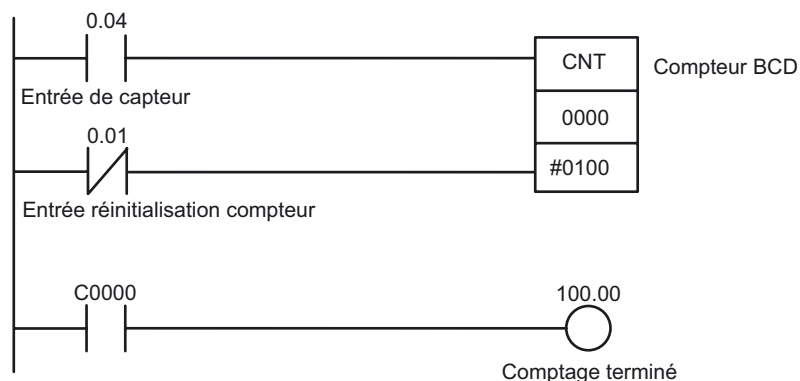 0.04
CNT
Compteur BCD
Entrée de capteur
0000
0.01
#0100
Entrée réinitialisation compteur
C0000
100.00
Comptage terminé